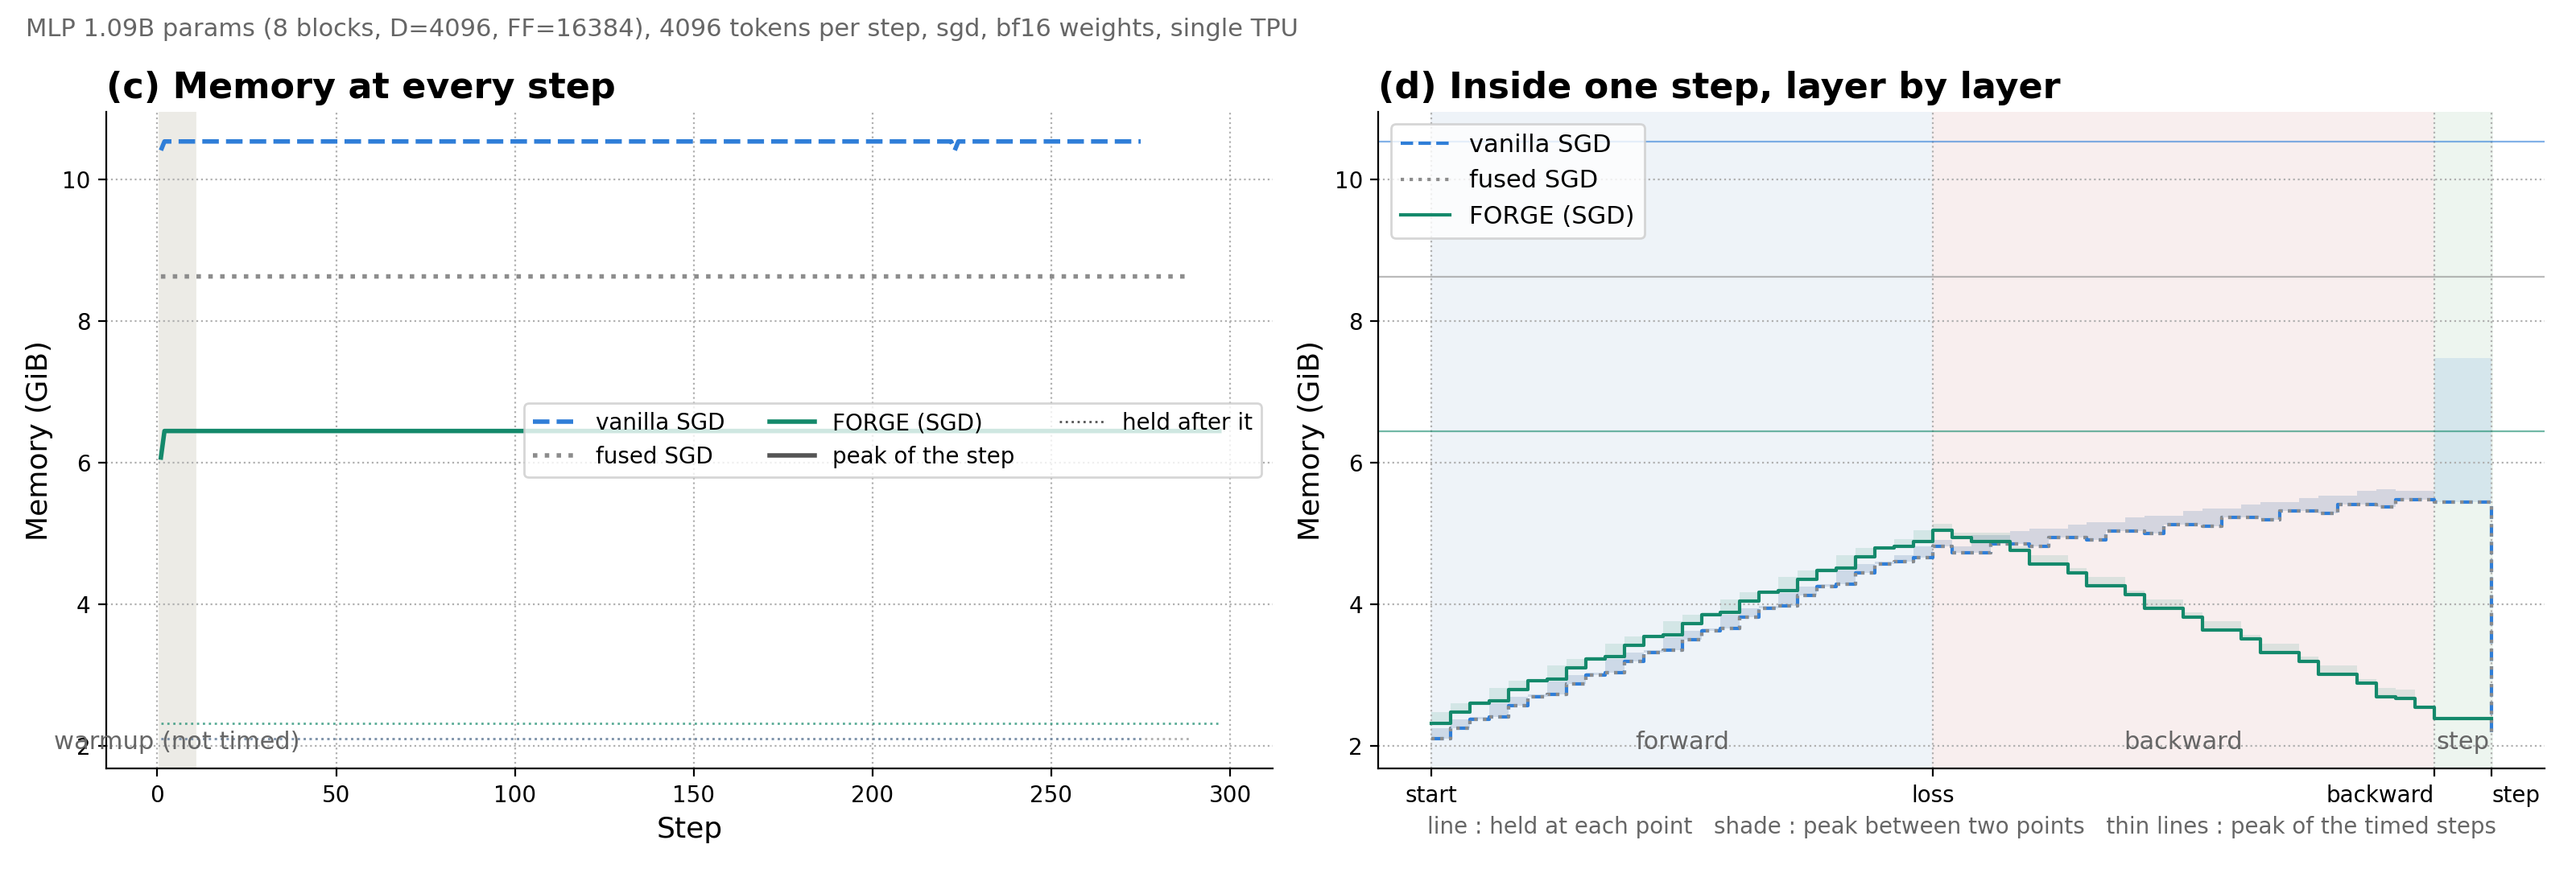 MLP 1.09B params (8 blocks, D=4096, FF=16384), 4096 tokens per step, sgd, bf16 weights, single TPU
(c) Memory at every step
Memory (GiB)
10
8
6
4
2
vanilla SGD
fused SGD
FORGE (SGD)
peak of the step
held after it
warmup (not timed)
0 50 100 150 200 250 300
Step
(d) Inside one step, layer by layer
Memory (GiB)
10
8
6
4
2
vanilla SGD
fused SGD
FORGE (SGD)
forward backward step
start loss backward step
line : held at each point shade : peak between two points thin lines : peak of the timed steps